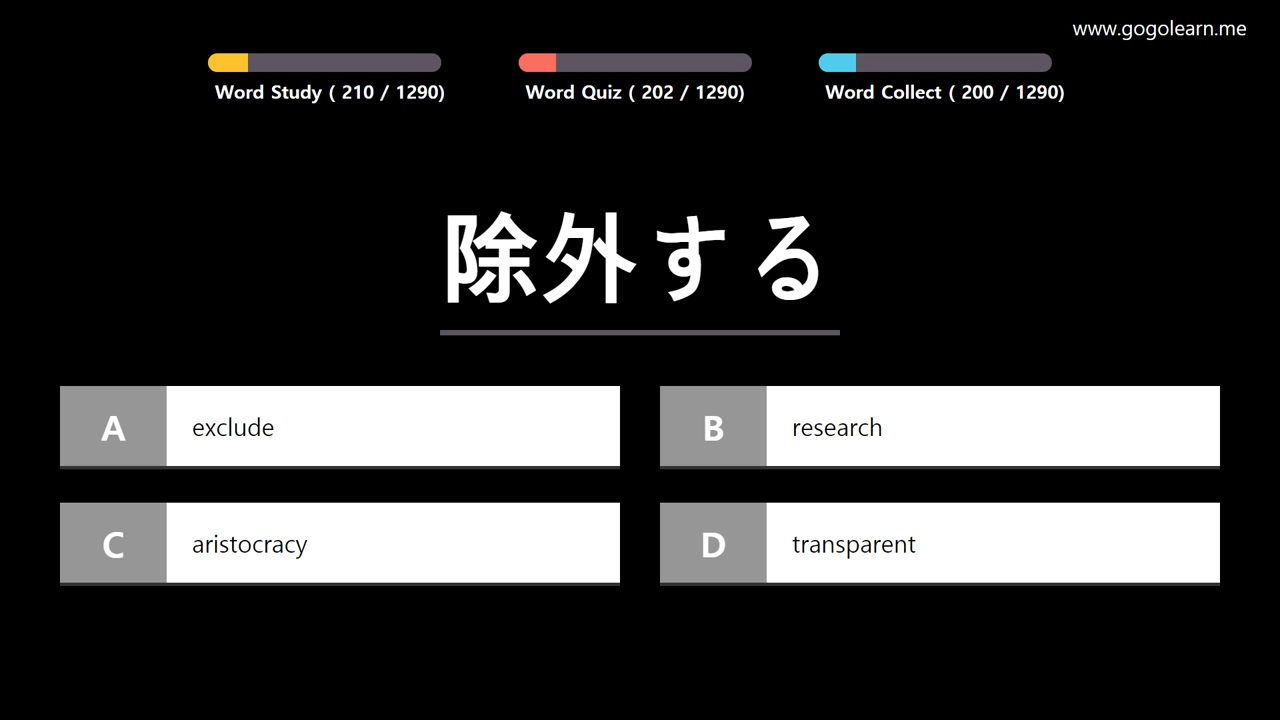 www.gogolearn.me
Word Study ( 210 / 1290)
Word Quiz ( 202 / 1290)
Word Collect ( 200 / 1290)
除外する
A exclude
B research
C aristocracy
D transparent